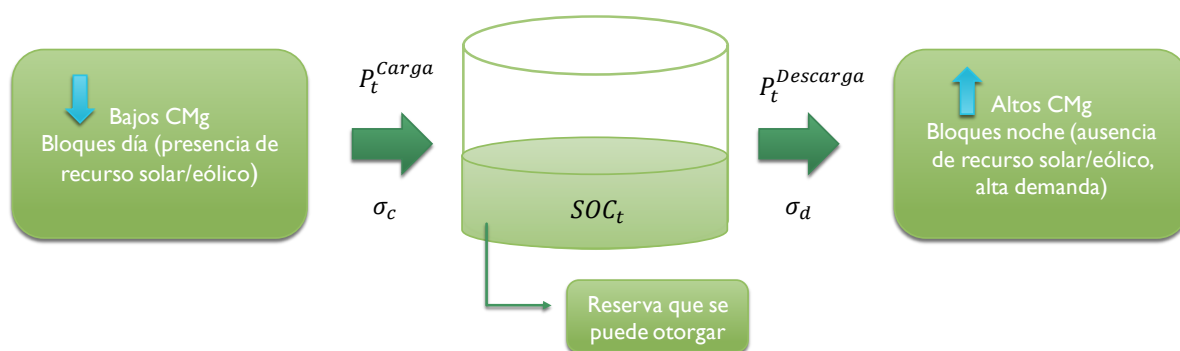 Bajos CMg
Bloques día (presencia de
recurso solar/eólico)
P_t^{Carga}
σ_c
SOC_t
P_t^{Descarga}
σ_d
Altos CMg
Bloques noche (ausencia
de recurso solar/eólico,
alta demanda)
Reserva que se
puede otorgar